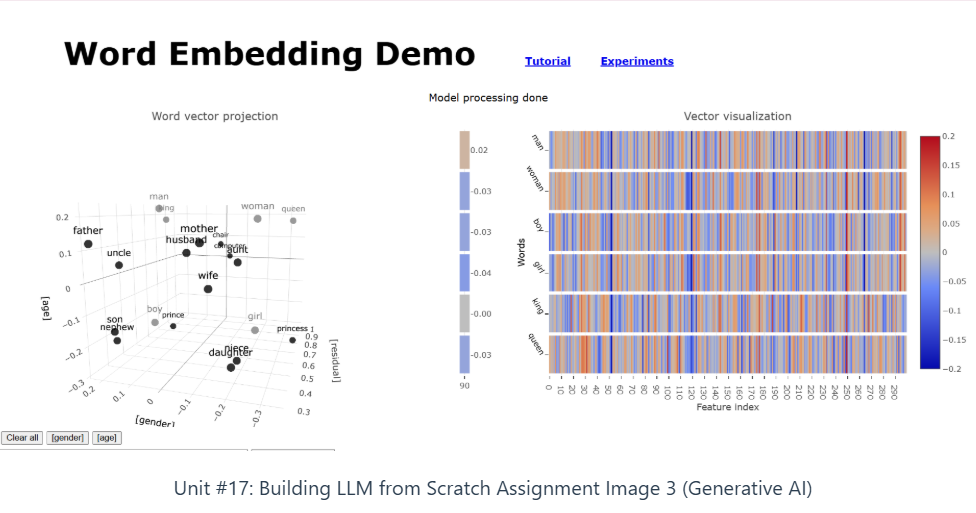 Word Embedding Demo
Tutorial
Experiments
Model processing done
Word vector projection
Vector visualization
man
woman
queen
father
mother
chair
husband
computer
aunt
uncle
wife
boy
prince
girl
princess
son
nephew
niece
daughter
0.2
0.1
0
−0.1
−0.2
−0.3
[age]
0.2
0.1
0
−0.1
−0.2
−0.3
[gender]
0.9
0.8
0.7
0.6
0.5
0.4
0.3
[residual]
0.02
−0.03
−0.03
−0.04
−0.00
−0.03
90
man
woman
boy
girl
king
queen
Words
0 10 20 30 40 50 60 70 80 90 100 110 120 130 140 150 160 170 180 190 200 210 220 230 240 250 260 270 280 290
Feature index
0.2
0.15
0.1
0.05
0
−0.05
−0.1
−0.15
−0.2
Clear all [gender] [age]
Unit #17: Building LLM from Scratch Assignment Image 3 (Generative AI)